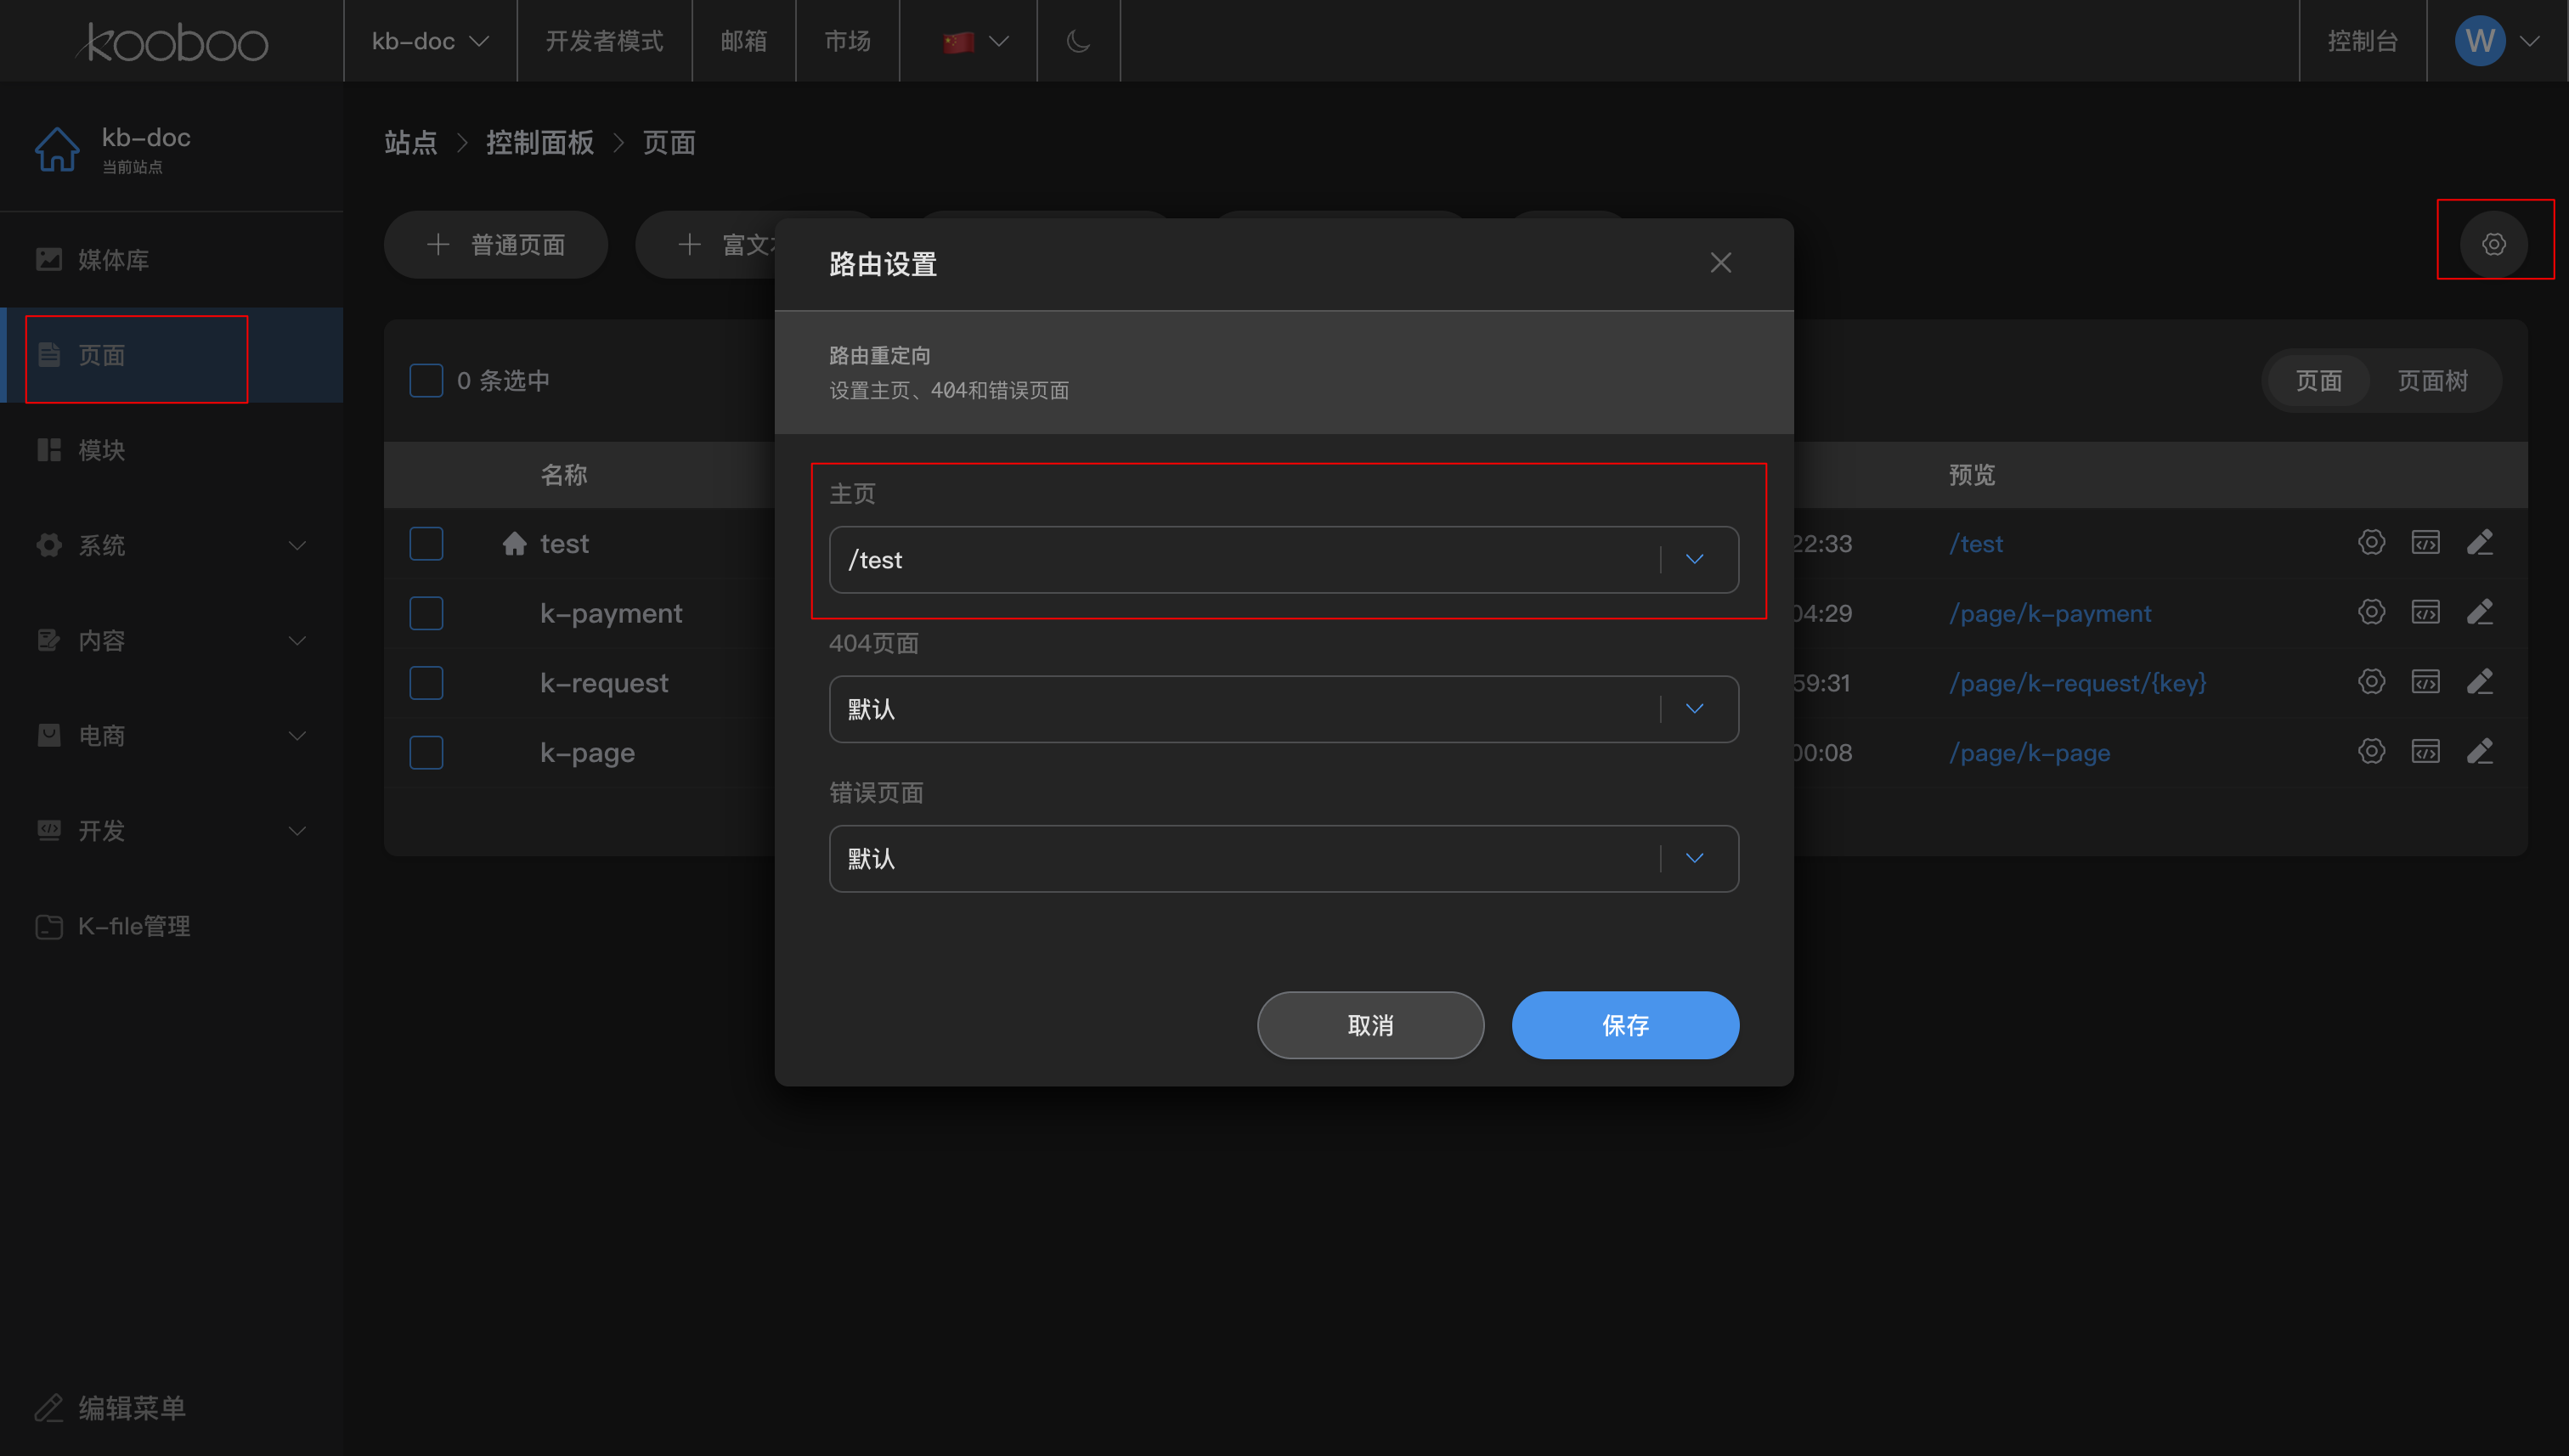 kooboo
kb-doc
开发者模式
邮箱
市场
控制台
W
kb-doc
当前站点
站点 > 控制面板 > 页面
媒体库
页面
模块
系统
内容
电商
开发
K-file管理
编辑菜单
普通页面
富文
0 条选中
页面
页面树
名称
预览
test
22:33
/test
k-payment
04:29
/page/k-payment
k-request
59:31
/page/k-request/{key}
k-page
00:08
/page/k-page
路由设置
路由重定向
设置主页、404和错误页面
主页
/test
404页面
默认
错误页面
默认
取消
保存